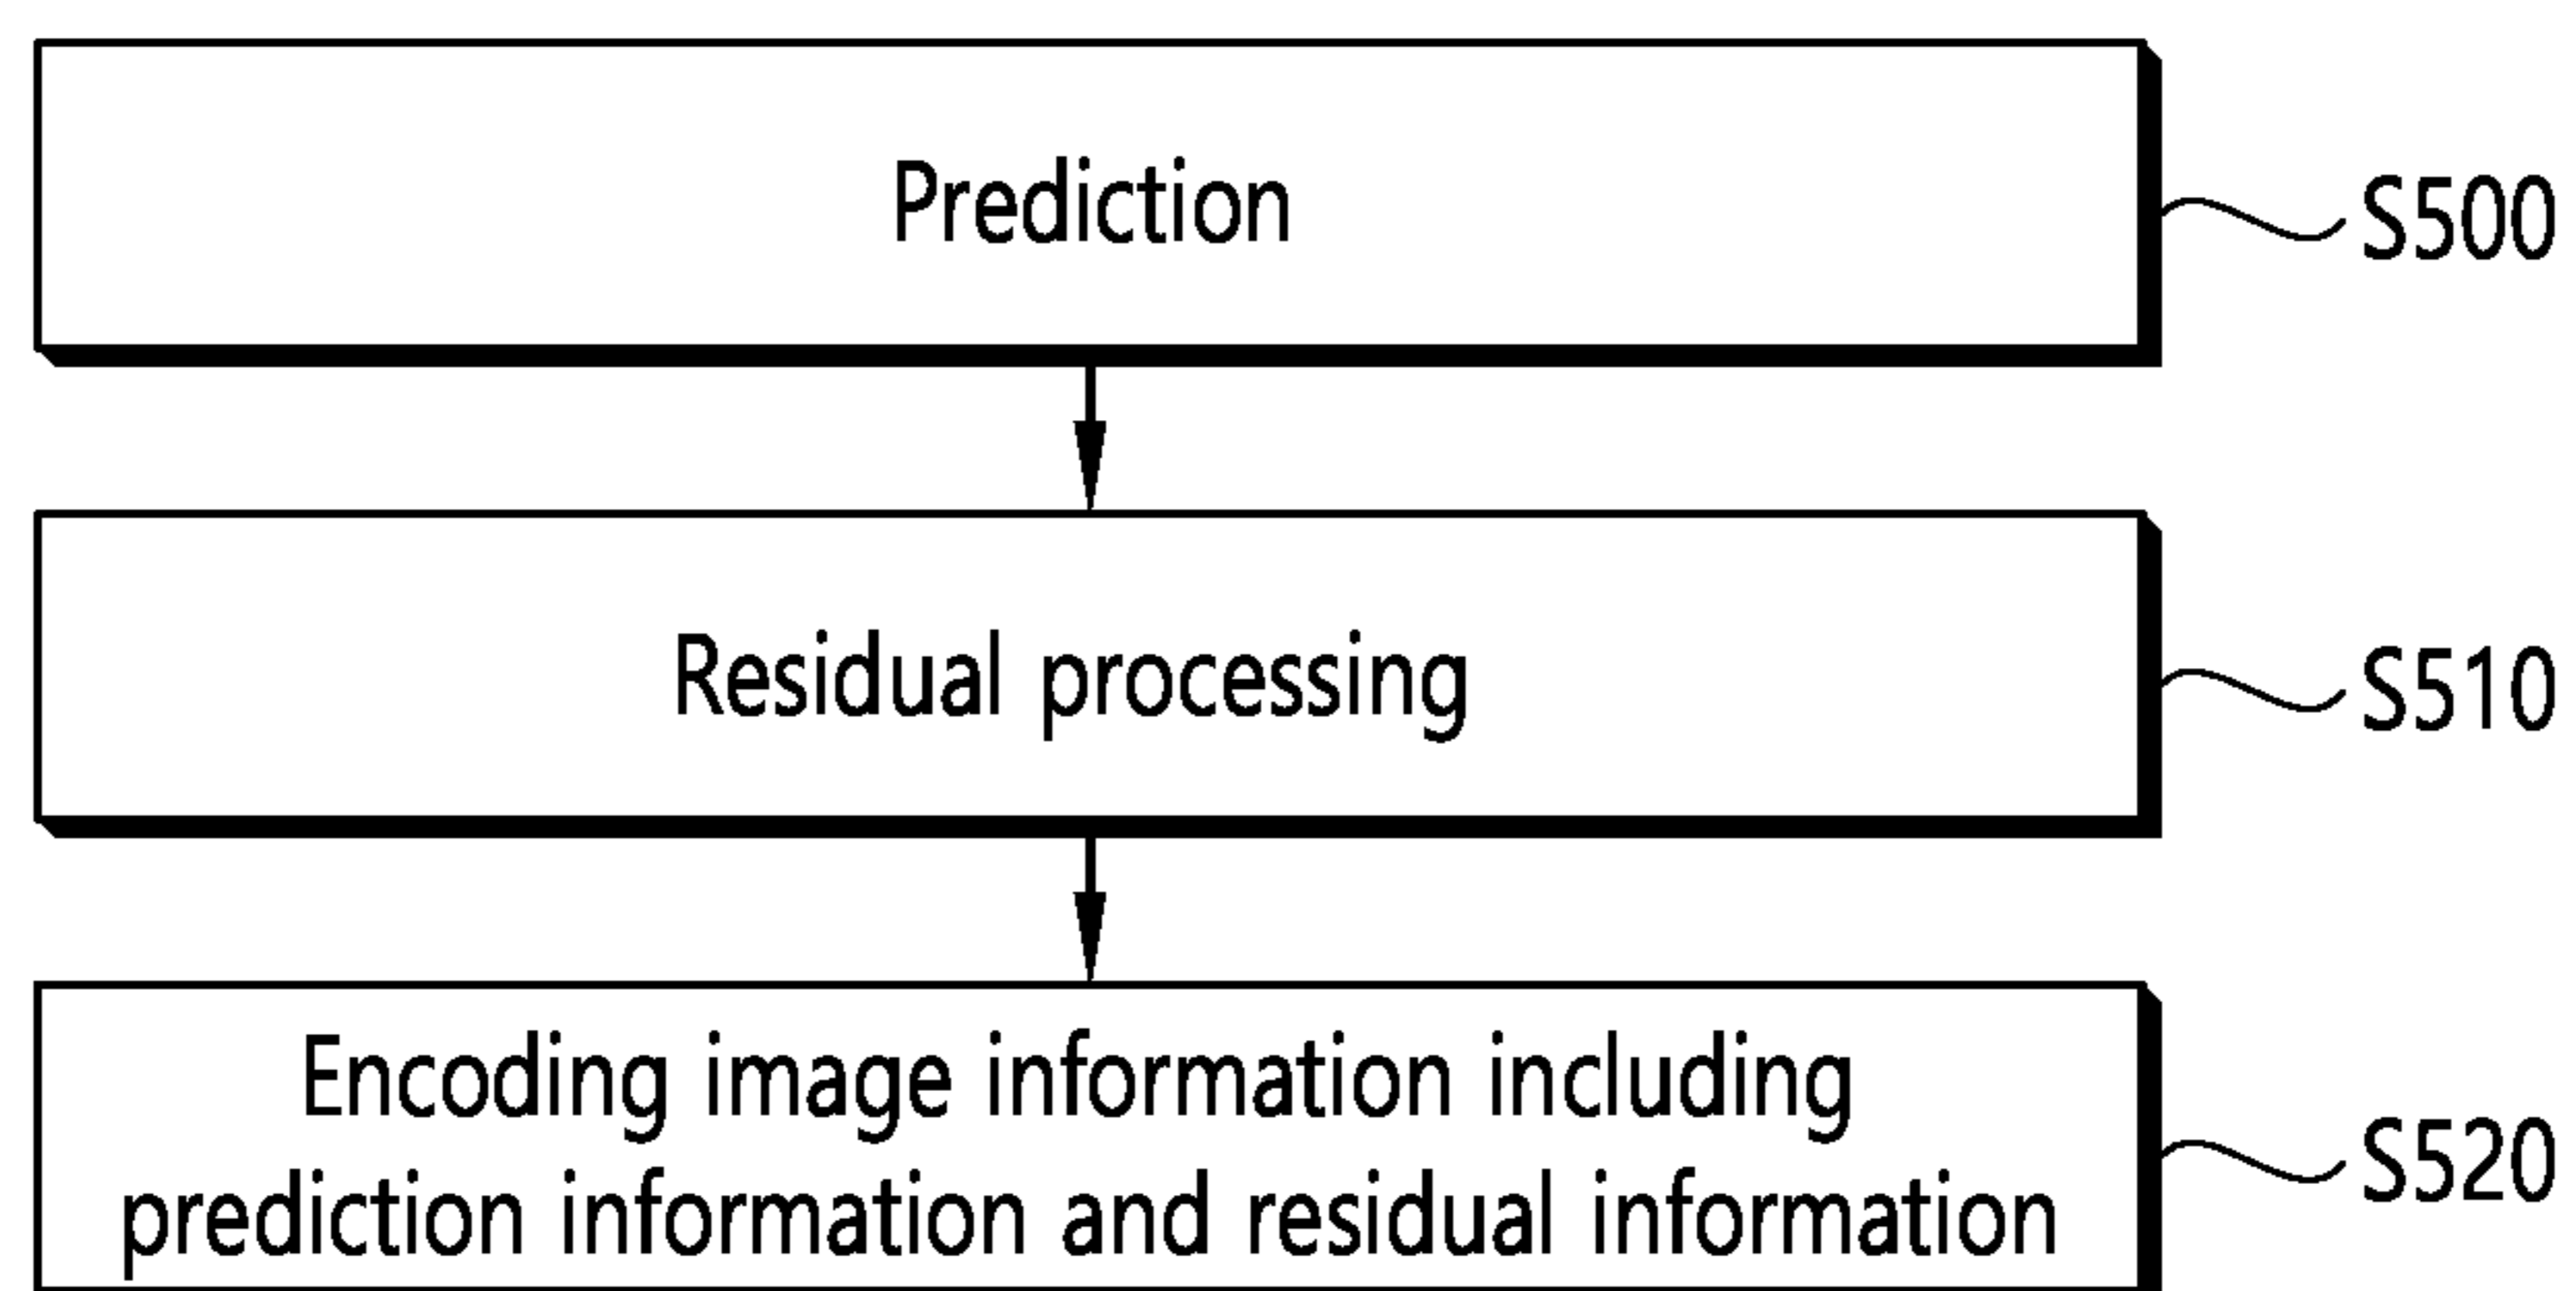 Prediction
S500
Residual processing
S510
Encoding image information including
prediction information and residual information
S520